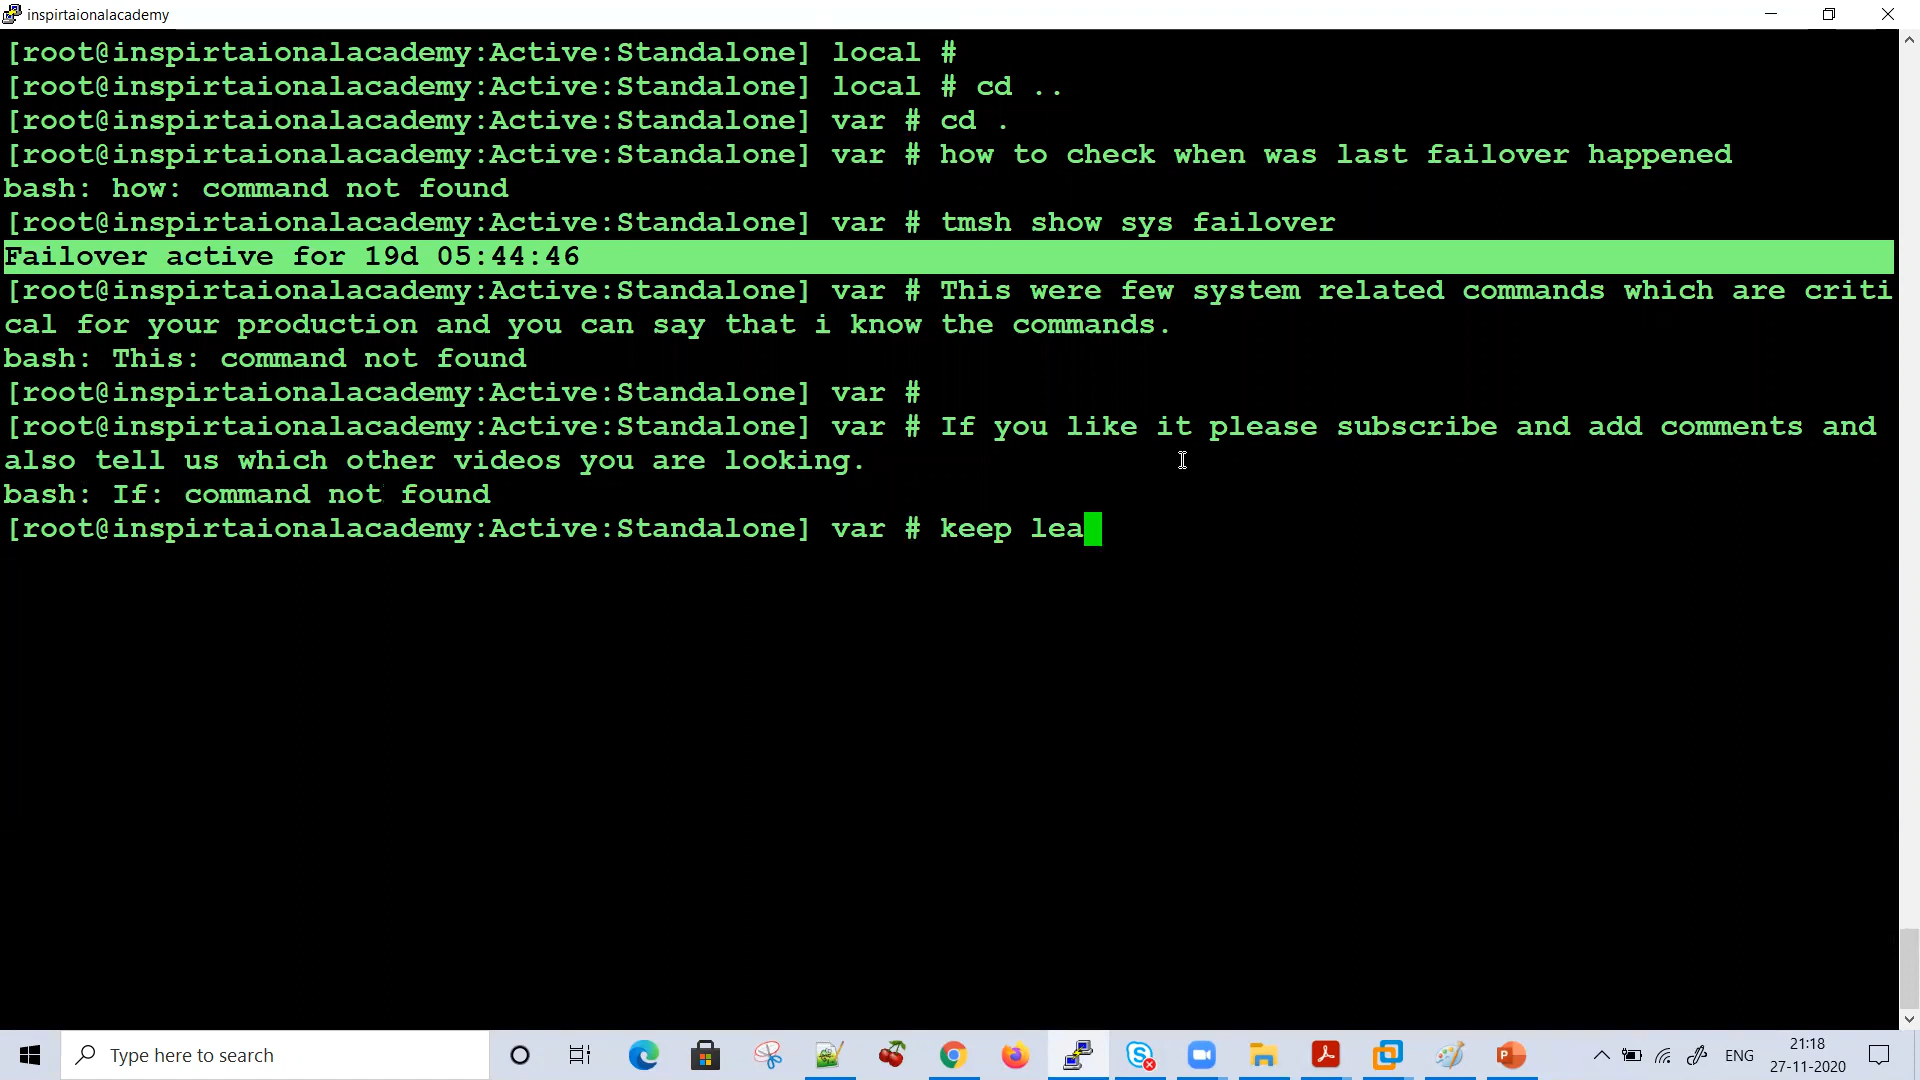 inspirtaionalacademy
[root@inspirtaionalacademy:Active:Standalone] local #
[root@inspirtaionalacademy:Active:Standalone] local # cd ..
[root@inspirtaionalacademy:Active:Standalone] var # cd .
[root@inspirtaionalacademy:Active:Standalone] var # how to check when was last failover happened
bash: how: command not found
[root@inspirtaionalacademy:Active:Standalone] var # tmsh show sys failover
Failover active for 19d 05:44:46
[root@inspirtaionalacademy:Active:Standalone] var # This were few system related commands which are criti
cal for your production and you can say that i know the commands.
bash: This: command not found
[root@inspirtaionalacademy:Active:Standalone] var #
[root@inspirtaionalacademy:Active:Standalone] var # If you like it please subscribe and add comments and
also tell us which other videos you are looking.
bash: If: command not found
[root@inspirtaionalacademy:Active:Standalone] var # keep lea
Type here to search
ENG
21:18
27-11-2020